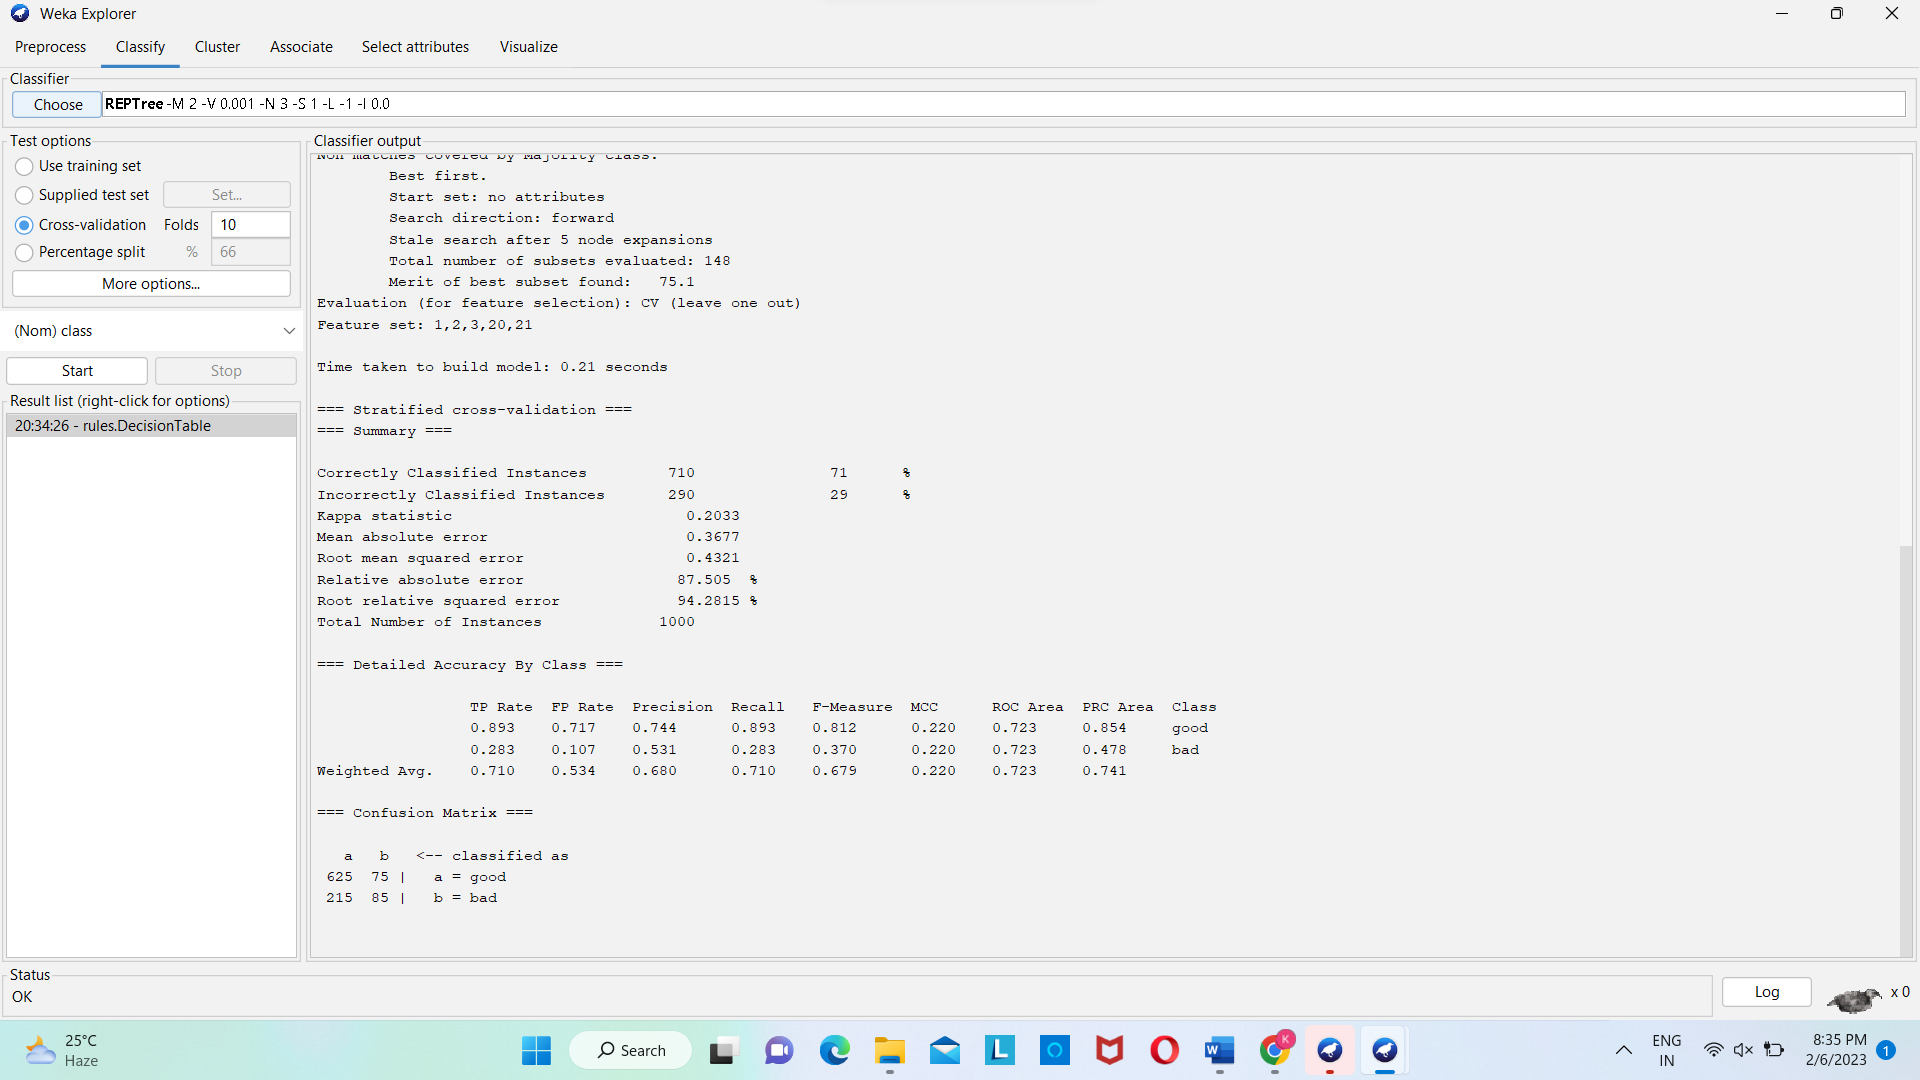 Weka Explorer
Preprocess Classify Cluster Associate Select attributes Visualize
Classifier
Choose REPTree -M 2 -V 0.001 -N 3 -S 1 -L -1 -I 0.0
Test options
Use training set
Supplied test set Set...
Cross-validation Folds 10
Percentage split % 66
More options...
(Nom) class
Start Stop
Result list (right-click for options)
20:34:26 - rules.DecisionTable
Classifier output
Non matches covered by Majority class.
Best first.
Start set: no attributes
Search direction: forward
Stale search after 5 node expansions
Total number of subsets evaluated: 148
Merit of best subset found: 75.1
Evaluation (for feature selection): CV (leave one out)
Feature set: 1,2,3,20,21
Time taken to build model: 0.21 seconds
=== Stratified cross-validation ===
=== Summary ===
Correctly Classified Instances 710 71 %
Incorrectly Classified Instances 290 29 %
Kappa statistic 0.2033
Mean absolute error 0.3677
Root mean squared error 0.4321
Relative absolute error 87.505 %
Root relative squared error 94.2815 %
Total Number of Instances 1000
=== Detailed Accuracy By Class ===
TP Rate FP Rate Precision Recall F-Measure MCC ROC Area PRC Area Class
0.893 0.717 0.744 0.893 0.812 0.220 0.723 0.854 good
0.283 0.107 0.531 0.283 0.370 0.220 0.723 0.478 bad
Weighted Avg. 0.710 0.534 0.680 0.710 0.679 0.220 0.723 0.741
=== Confusion Matrix ===
a b <-- classified as
625 75 | a = good
215 85 | b = bad
Status
OK
Log x 0
25°C
Haze
Search
L
W
K
ENG
IN
8:35 PM
2/6/2023
1